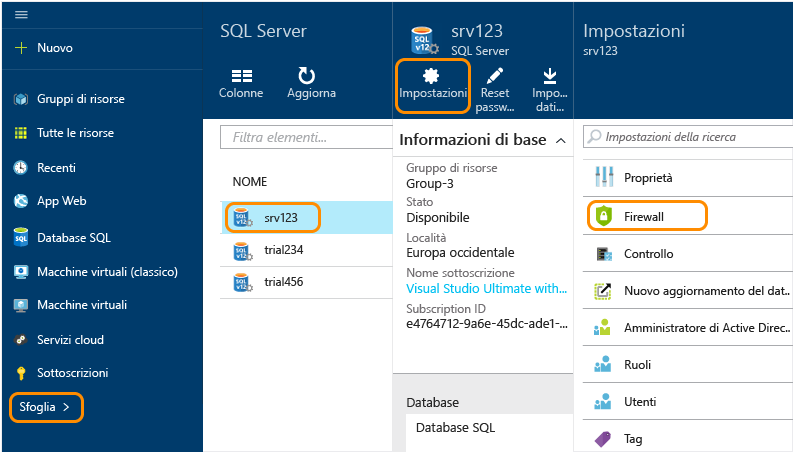 Nuovo
Gruppi di risorse
Tutte le risorse
Recenti
App Web
Database SQL
Macchine virtuali (classico)
Macchine virtuali
Servizi cloud
Sottoscrizioni
Sfoglia >
SQL Server
Colonne
Aggiorna
Filtra elementi...
NOME
srv123
trial234
trial456
srv123
SQL Server
Impostazioni
Reset
passw...
Impo...
dati...
Informazioni di base
Gruppo di risorse
Group-3
Stato
Disponibile
Località
Europa occidentale
Nome sottoscrizione
Visual Studio Ultimate with...
Subscription ID
e4764712-9a6e-45dc-ade1-...
Database
Database SQL
Impostazioni
srv123
Impostazioni della ricerca
Proprietà
Firewall
Controllo
Nuovo aggiornamento del dat...
Amministratore di Active Direc...
Ruoli
Utenti
Tag